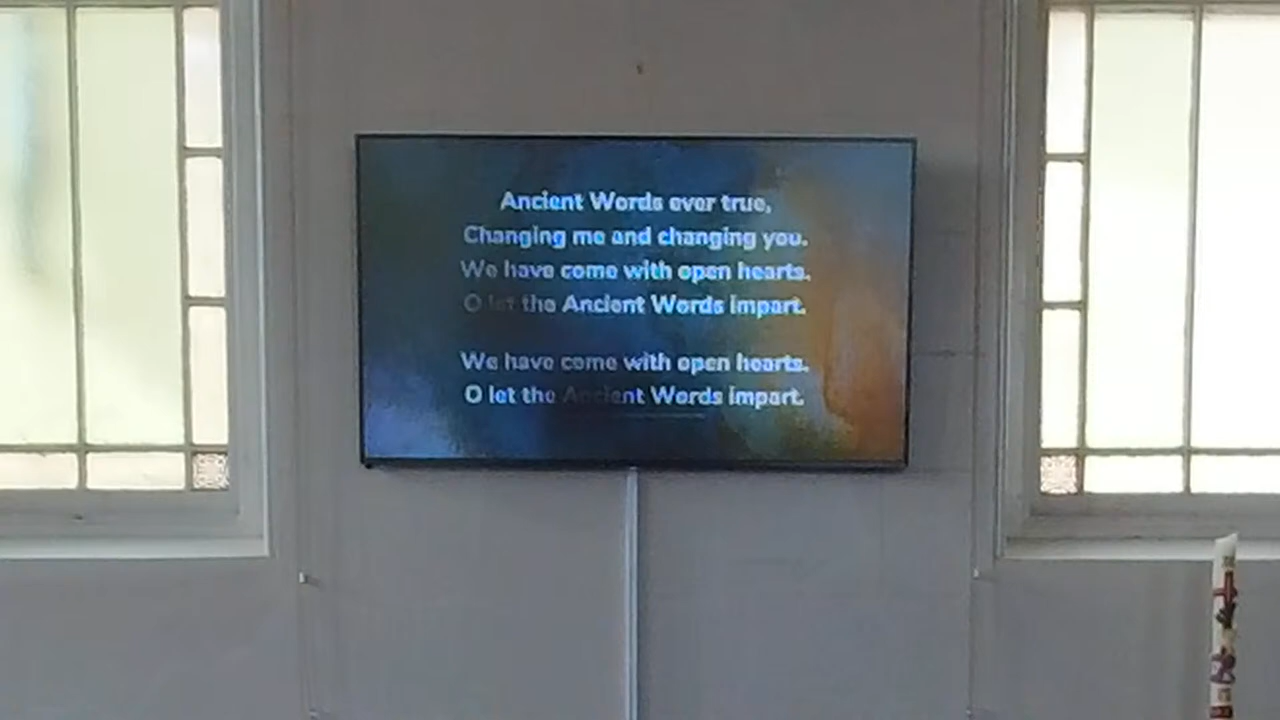 Ancient Words ever true,
Changing me and changing you.
We have come with open hearts.
O let the Ancient Words impart.
We have come with open hearts.
O let the Ancient Words impart.